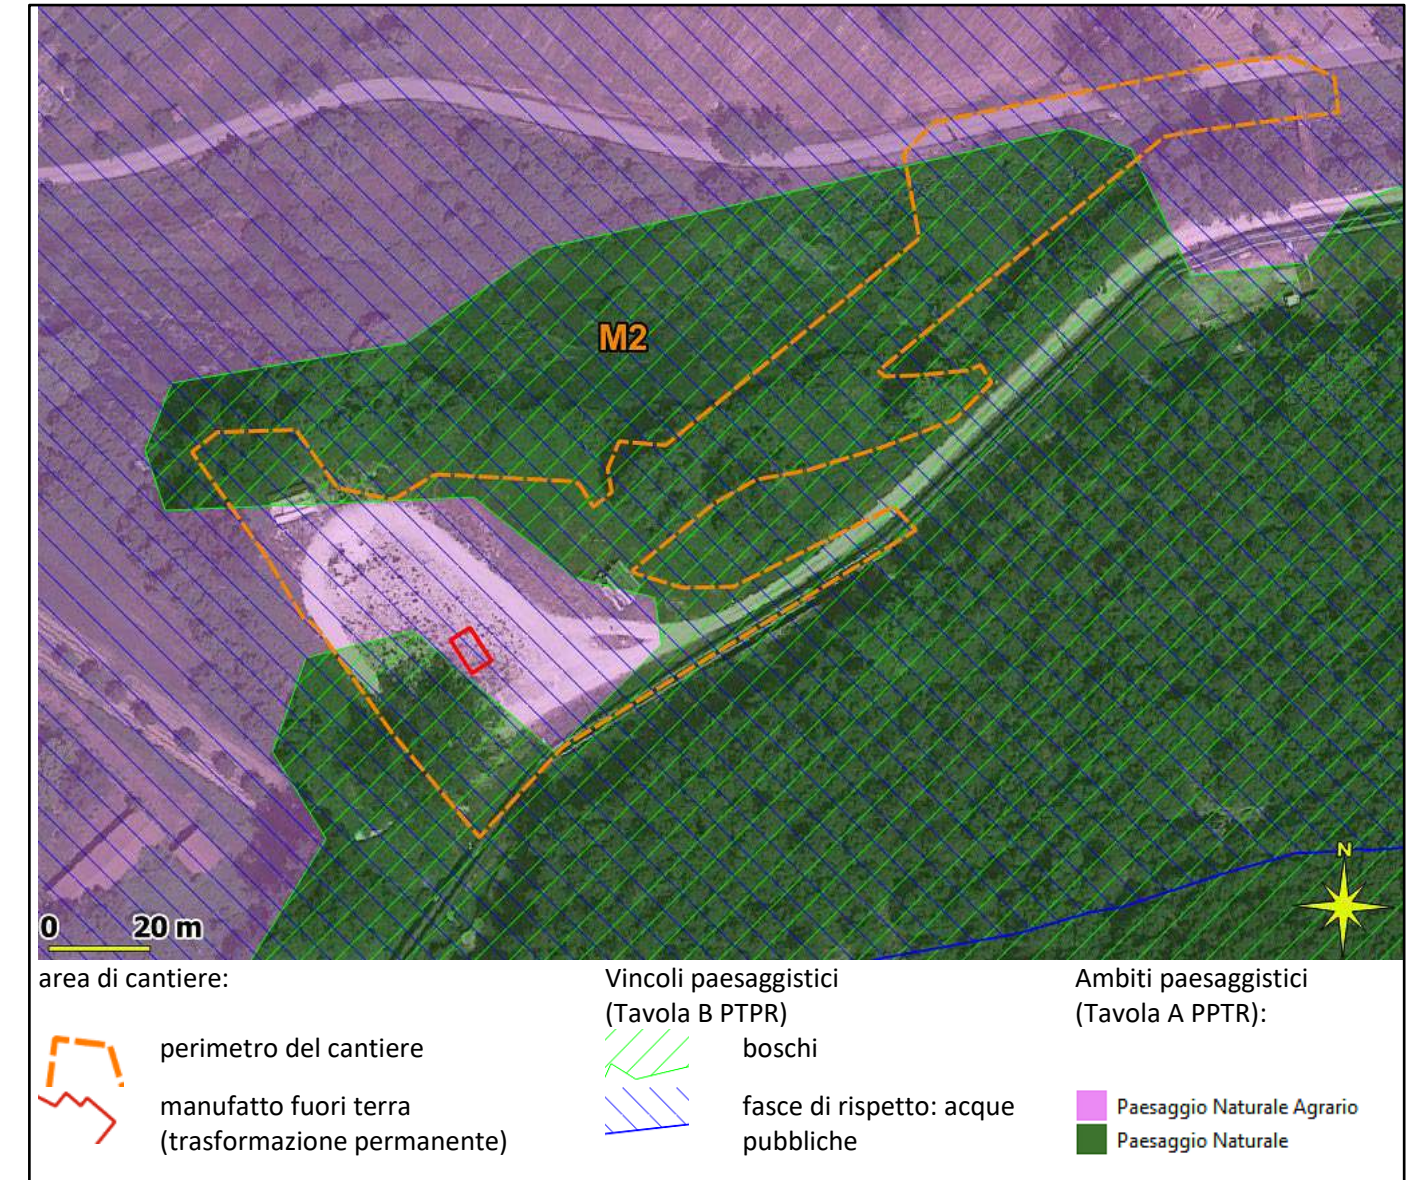 M2
N
0 20 m
area di cantiere:
perimetro del cantiere
manufatto fuori terra
(trasformazione permanente)
Vincoli paesaggistici
(Tavola B PTPR)
boschi
fasce di rispetto: acque
pubbliche
Ambiti paesaggistici
(Tavola A PPTR):
Paesaggio Naturale Agrario
Paesaggio Naturale